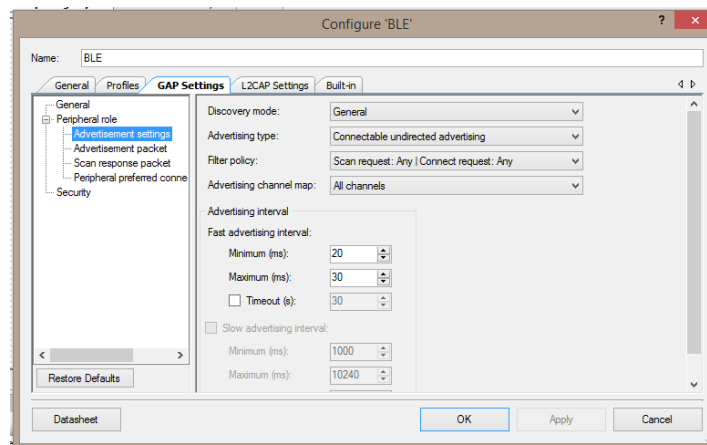 Configure 'BLE'
? ×
Name: BLE
General Profiles GAP Settings L2CAP Settings Built-in
General
Peripheral role
Advertisement settings
Advertisement packet
Scan response packet
Peripheral preferred conne
Security
Restore Defaults
Discovery mode: General
Advertising type: Connectable undirected advertising
Filter policy: Scan request: Any | Connect request: Any
Advertising channel map: All channels
Advertising interval
Fast advertising interval:
Minimum (ms): 20
Maximum (ms): 30
Timeout (s): 30
Slow advertising interval:
Minimum (ms): 1000
Maximum (ms): 10240
Datasheet OK Apply Cancel